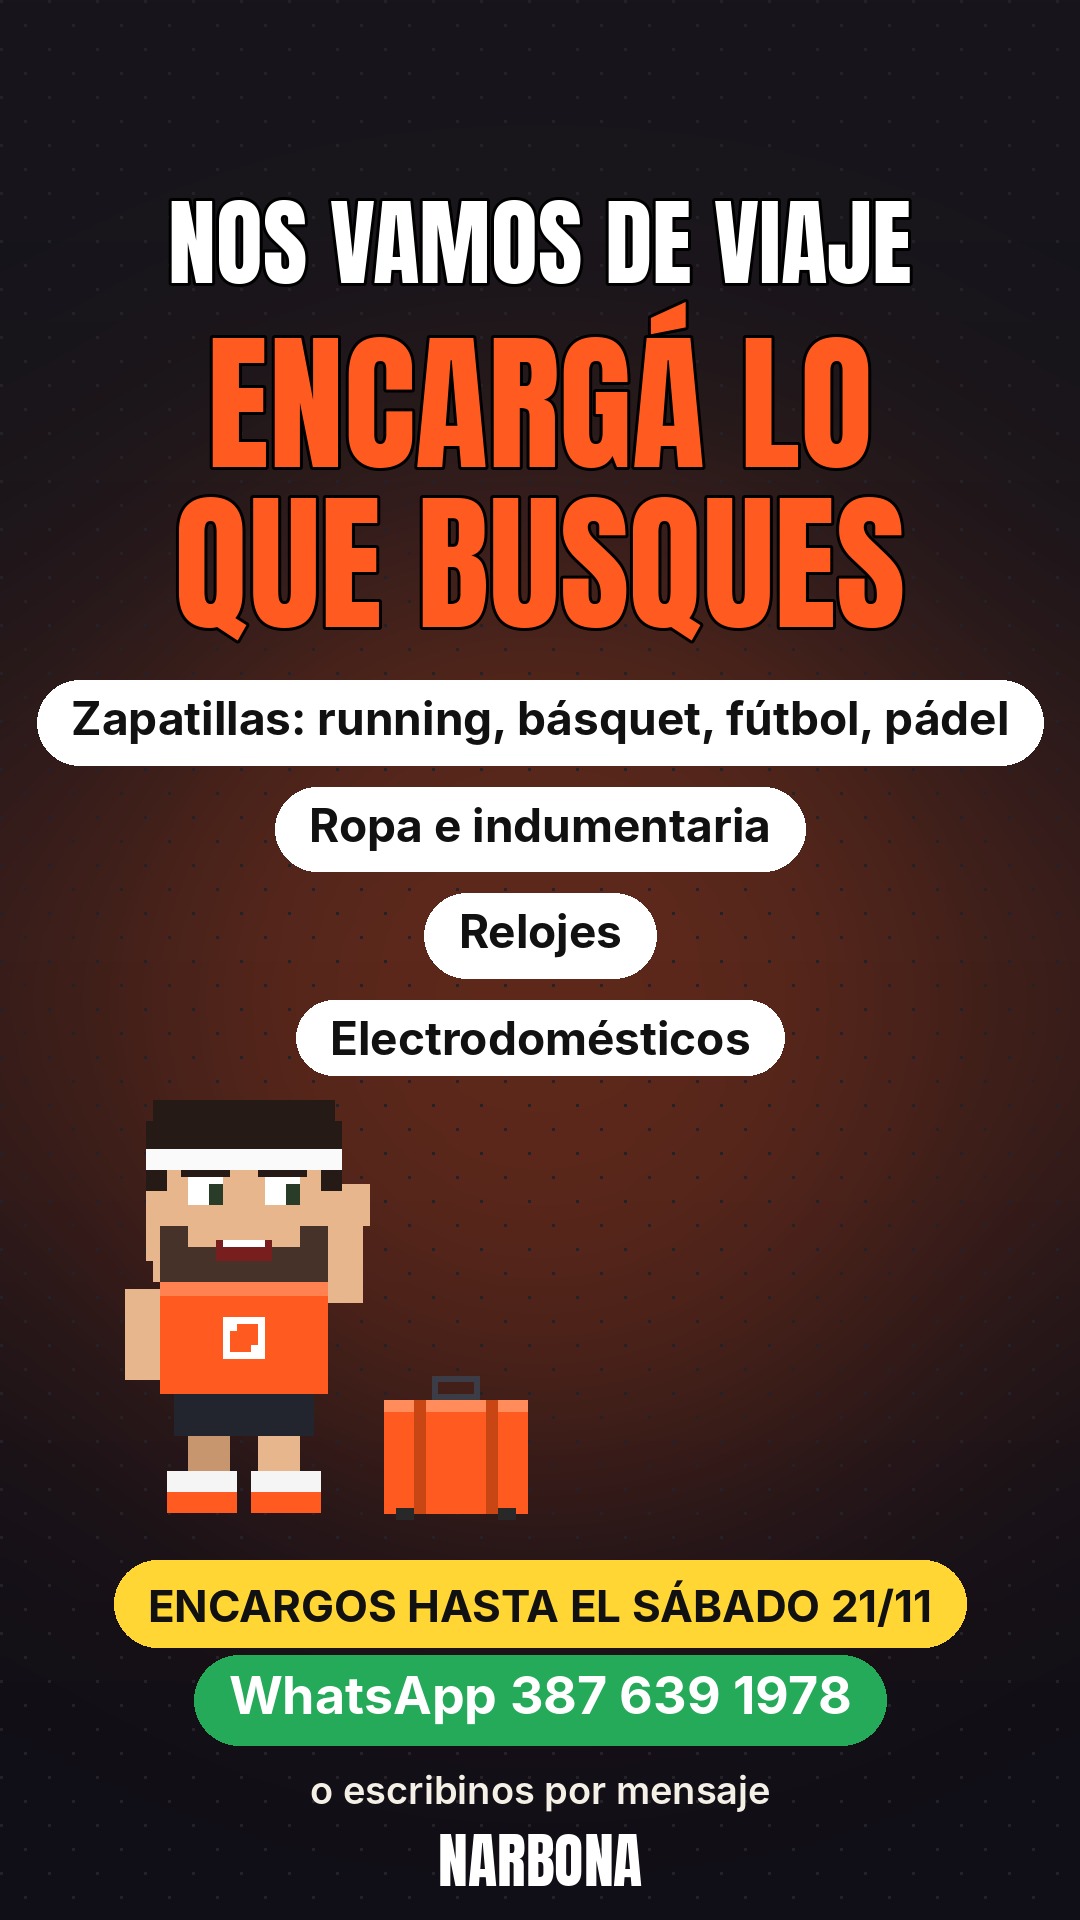 NOS VAMOS DE VIAJE
ENCARGÁ LO
QUE BUSQUES
Zapatillas: running, básquet, fútbol, pádel
Ropa e indumentaria
Relojes
Electrodomésticos
ENCARGOS HASTA EL SÁBADO 21/11
WhatsApp 387 639 1978
o escribinos por mensaje
NARBONA